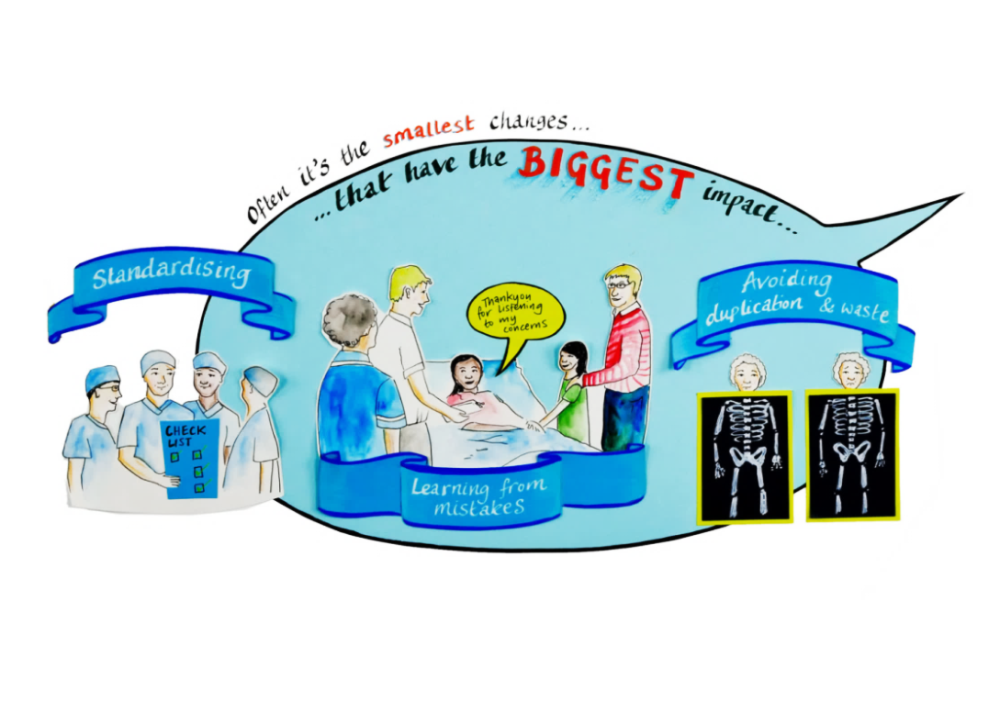 Often it's the smallest changes...
...that have the BIGGEST impact...
Standardising
Avoiding
duplication & waste
Thankyou
for listening
to my
concerns
CHECK
LIST
Learning from
mistakes